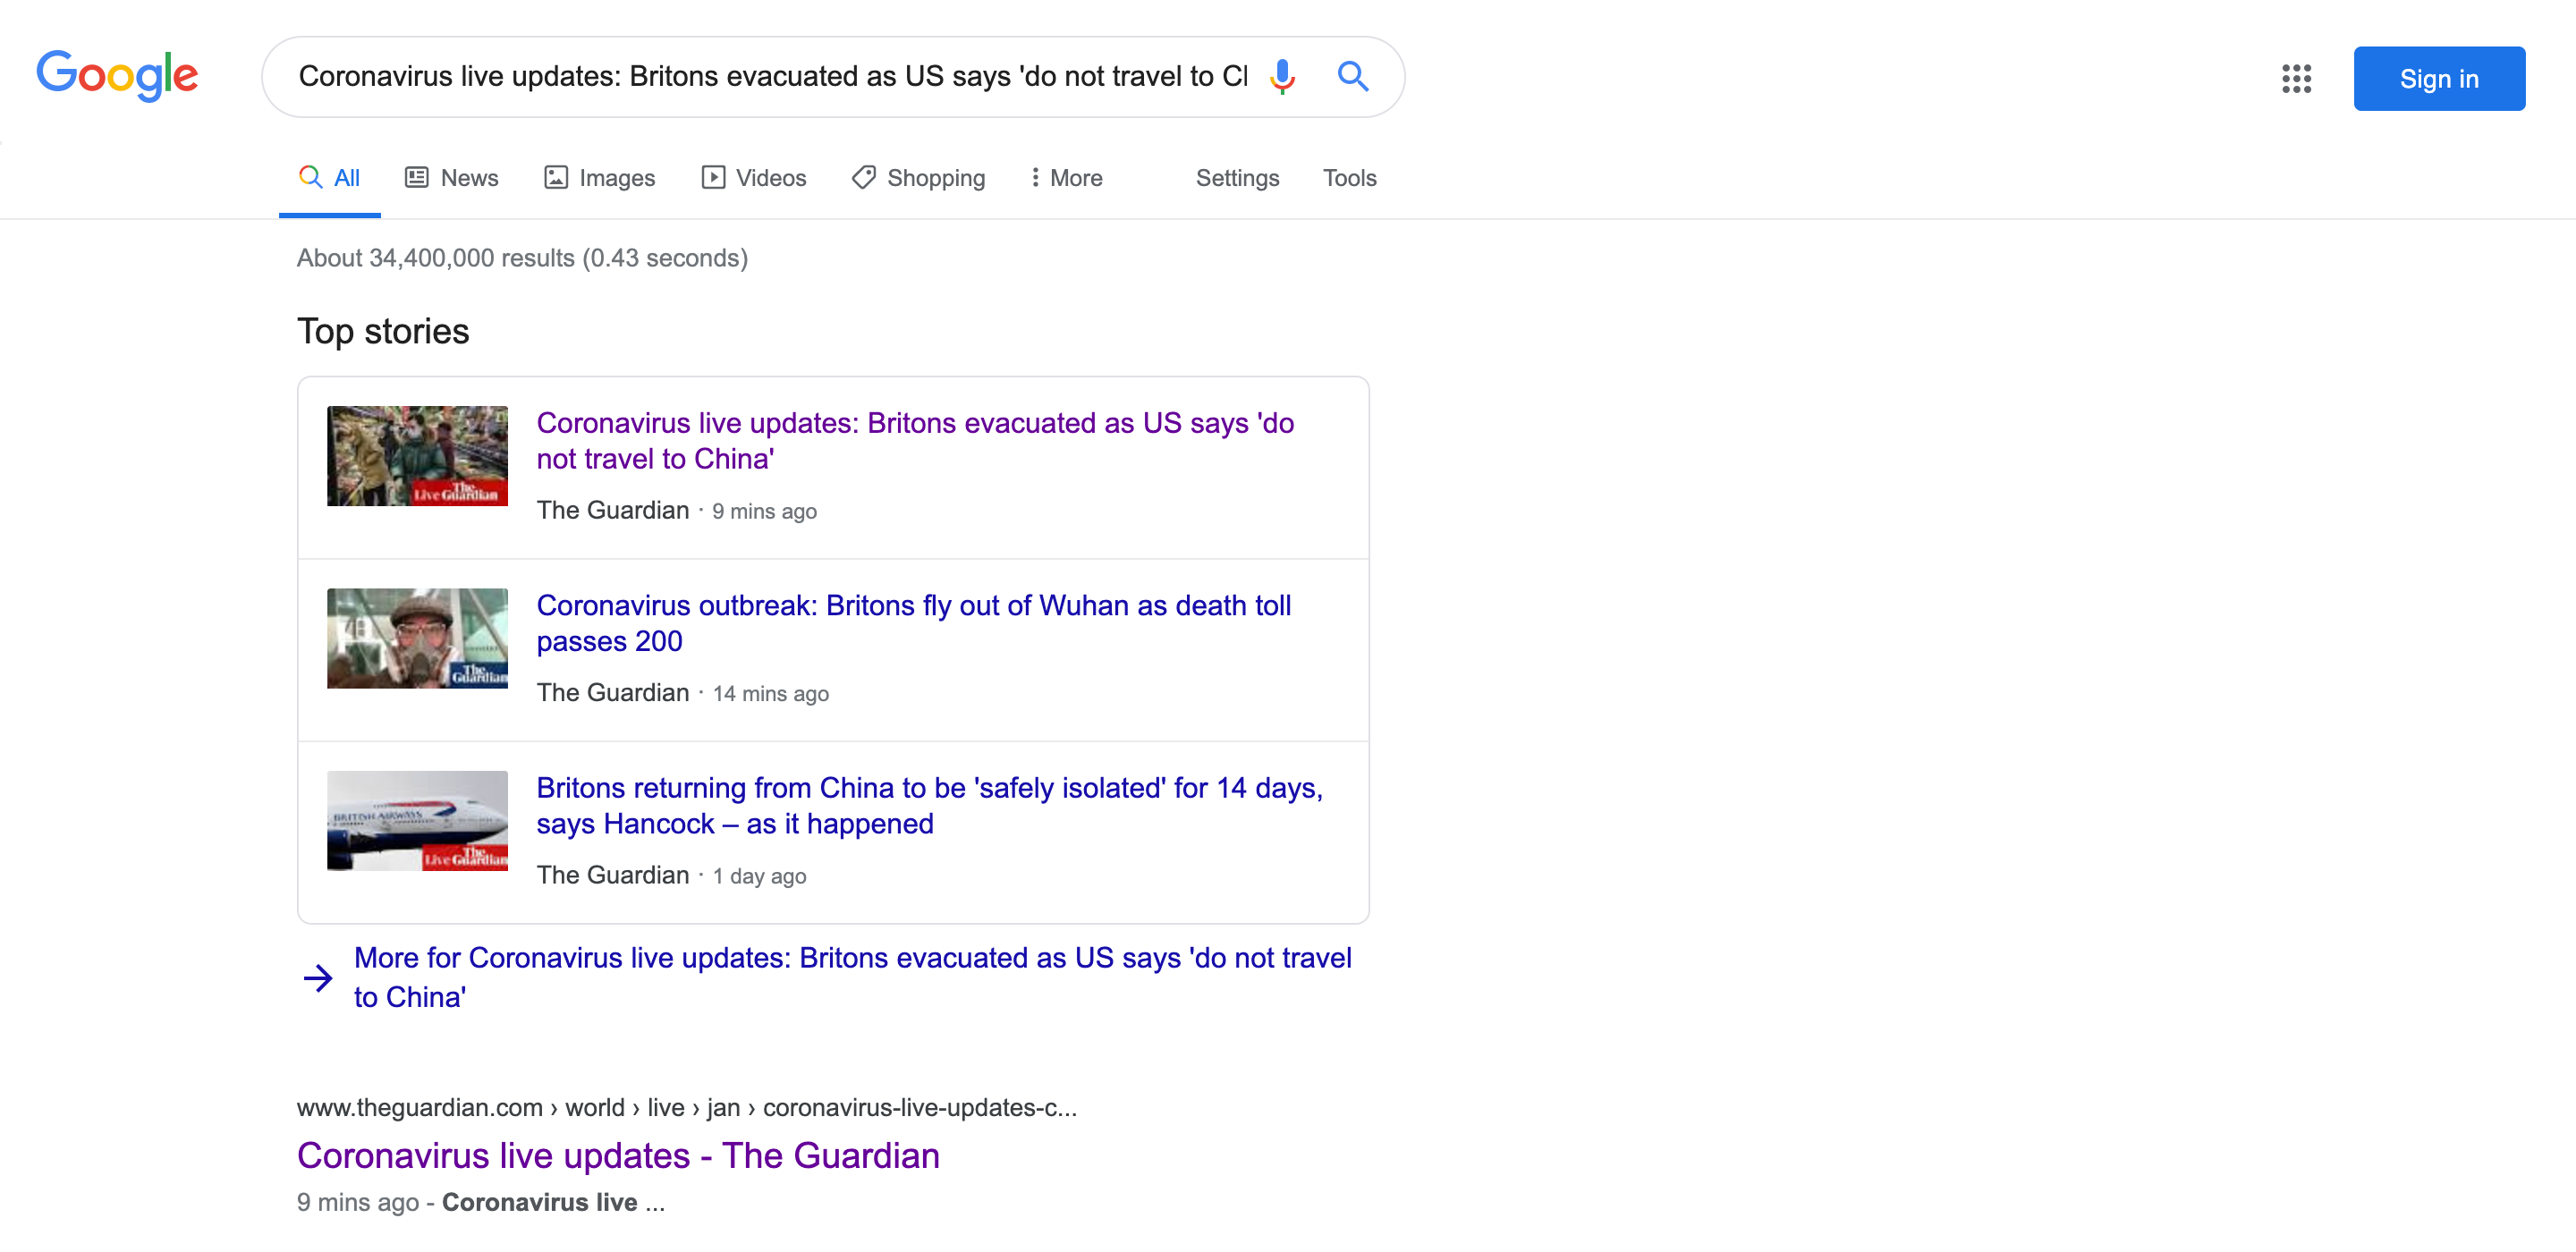 Google
Coronavirus live updates: Britons evacuated as US says 'do not travel to Cl
Sign in
All
News
Images
Videos
Shopping
More
Settings
Tools
About 34,400,000 results (0.43 seconds)
Top stories
Coronavirus live updates: Britons evacuated as US says 'do
not travel to China'
Live
The
Guardian
The Guardian · 9 mins ago
Coronavirus outbreak: Britons fly out of Wuhan as death toll
passes 200
The
Guardian
The Guardian · 14 mins ago
Britons returning from China to be 'safely isolated' for 14 days,
says Hancock – as it happened
BRITISH AIRWAYS
Live
The
Guardian
The Guardian · 1 day ago
More for Coronavirus live updates: Britons evacuated as US says 'do not travel
to China'
www.theguardian.com › world › live › jan › coronavirus-live-updates-c...
Coronavirus live updates - The Guardian
9 mins ago - Coronavirus live ...